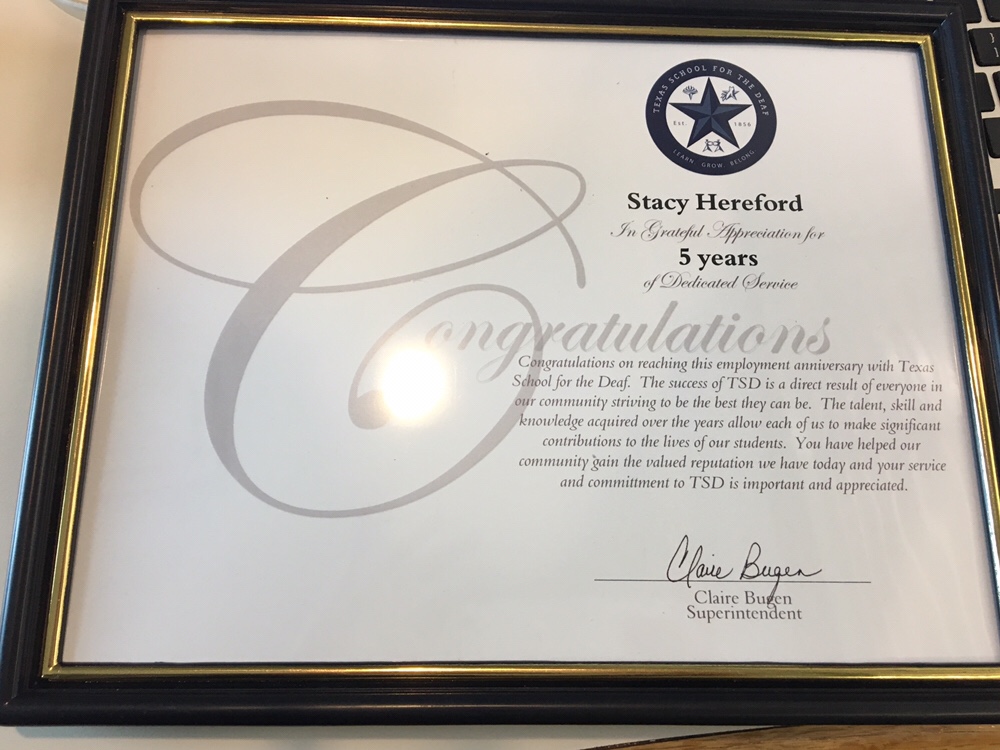 TEXAS SCHOOL FOR THE DEAF
Est. 1856
LEARN GROW BELONG
Stacy Hereford
In Grateful Appreciation for
5 years
of Dedicated Service
Congratulations
Congratulations on reaching this employment anniversary with Texas
School for the Deaf. The success of TSD is a direct result of everyone in
our community striving to be the best they can be. The talent, skill and
knowledge acquired over the years allow each of us to make significant
contributions to the lives of our students. You have helped our
community gain the valued reputation we have today and your service
and committment to TSD is important and appreciated.
Claire Bugen
Claire Bugen
Superintendent